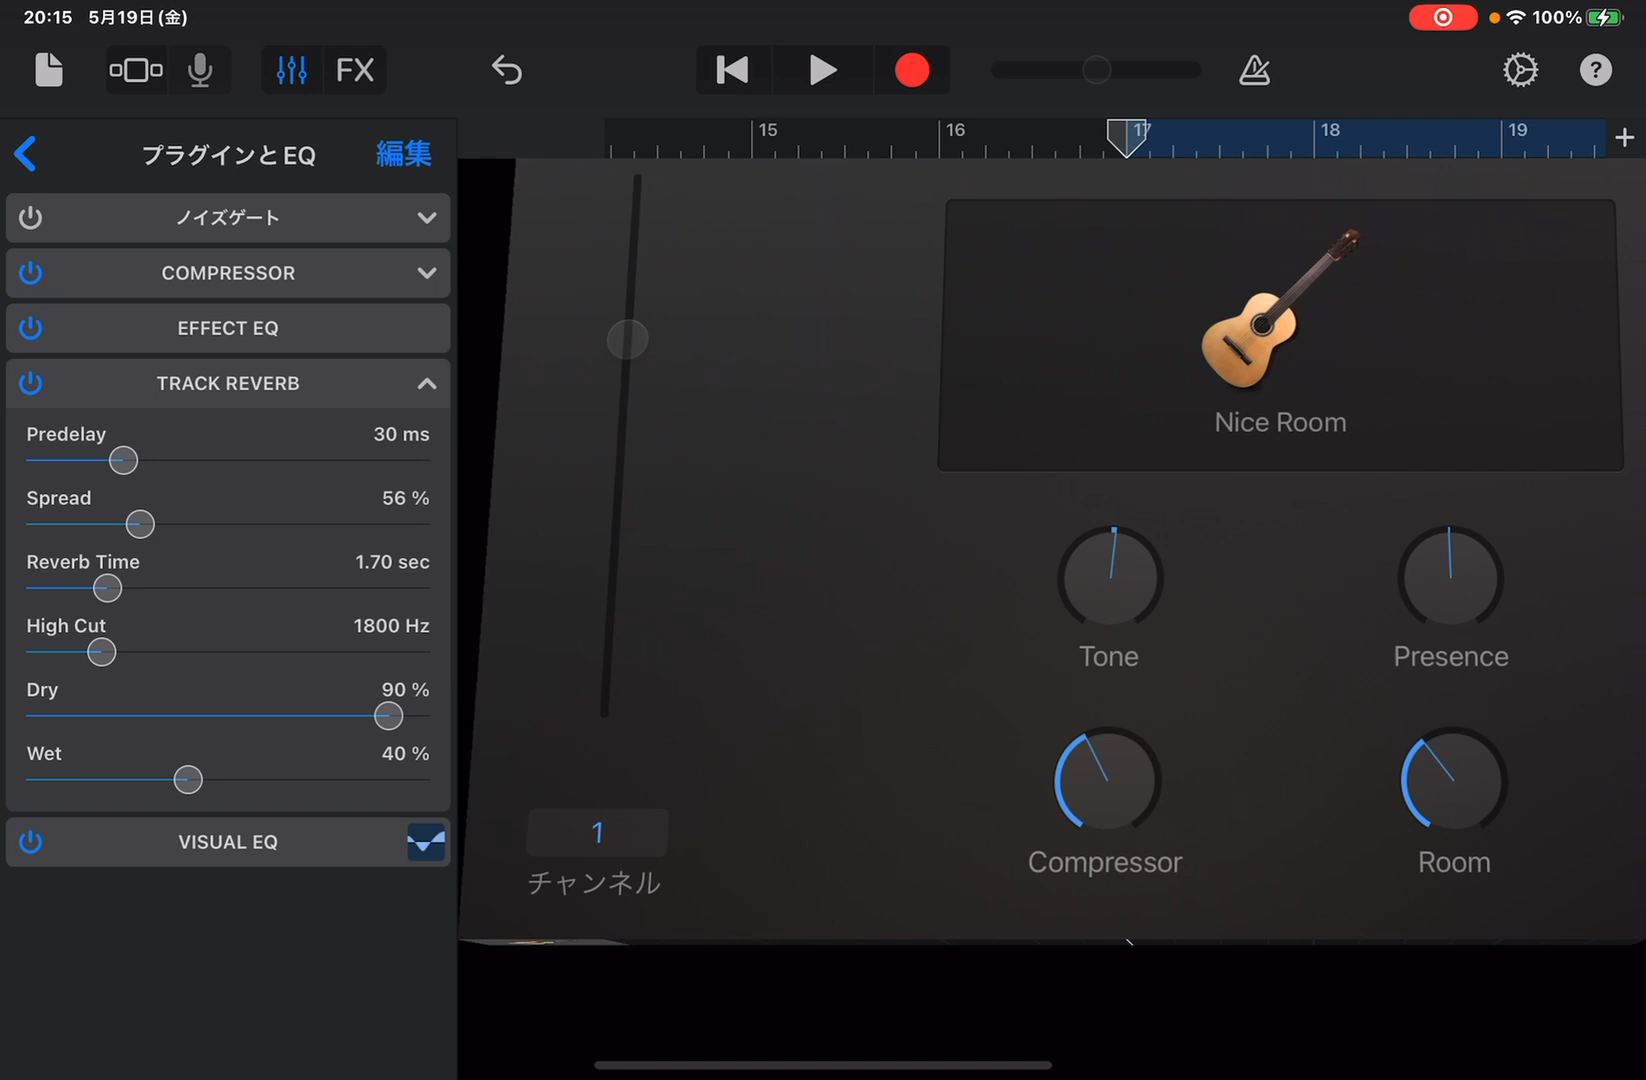 20:15 5月19日(金)
100%
FX
?
15
16
17
18
19
プラグインとEQ
編集
ノイズゲート
COMPRESSOR
EFFECT EQ
TRACK REVERB
Predelay 30 ms
Spread 56 %
Reverb Time 1.70 sec
High Cut 1800 Hz
Dry 90 %
Wet 40 %
VISUAL EQ
Nice Room
Tone
Presence
1
チャンネル
Compressor
Room